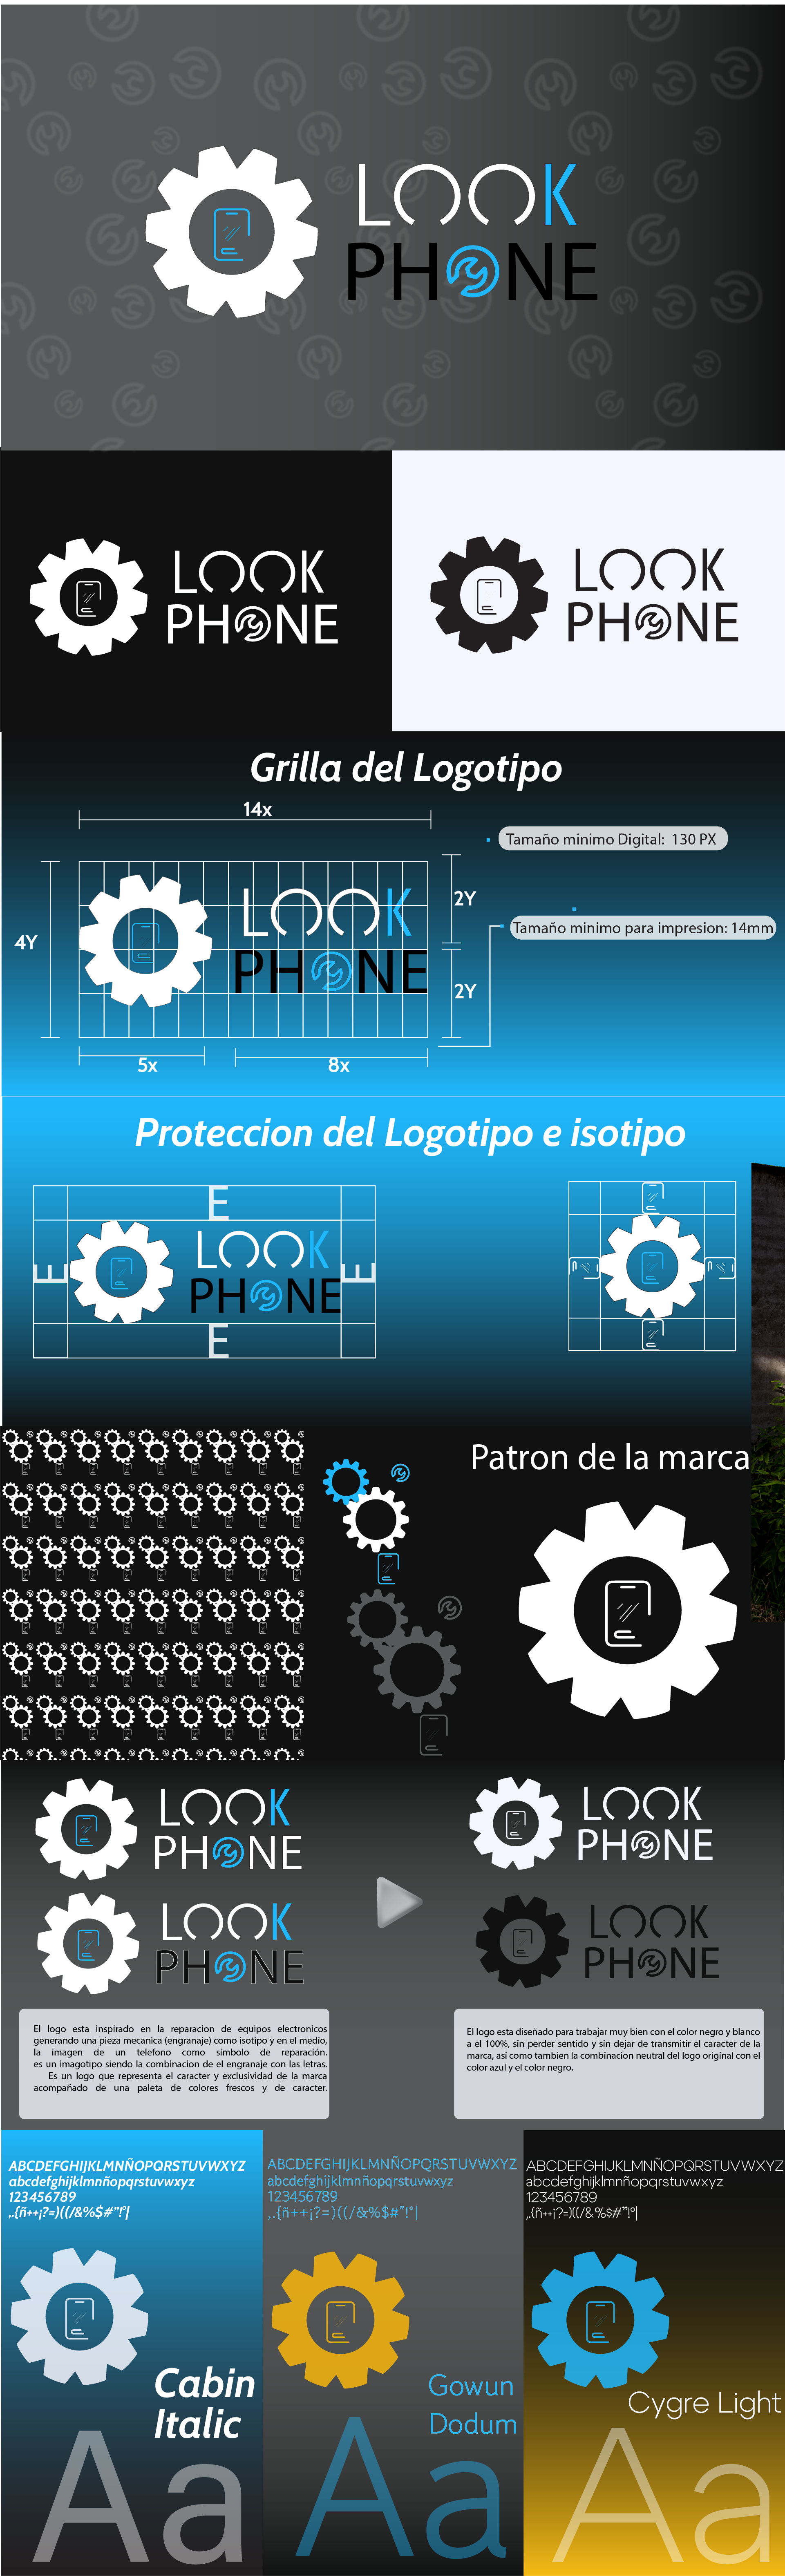 LOOK
PHONE
LOOK
PHONE
LOOK
PHONE
Grilla del Logotipo
14x
Tamaño minimo Digital: 130 PX
2Y
LOOK
Tamaño minimo para impresion: 14mm
4Y
PHONE
2Y
5x
8x
Proteccion del Logotipo e isotipo
E
LOOK
E
E
PHONE
E
Patron de la marca
LOOK
PHONE
LOOK
PHONE
LOOK
PHONE
LOOK
PHONE
El logo esta inspirado en la reparacion de equipos electronicos
generando una pieza mecanica (engranaje) como isotipo y en el medio,
la imagen de un telefono como simbolo de reparación.
es un imagotipo siendo la combinacion de el engranaje con las letras.
Es un logo que representa el caracter y exclusividad de la marca
acompañado de una paleta de colores frescos y de caracter.
El logo esta diseñado para trabajar muy bien con el color negro y blanco
a el 100%, sin perder sentido y sin dejar de transmitir el caracter de la
marca, así como tambien la combinacion neutral del logo original con el
color azul y el color negro.
ABCDEFGHIJKLMNÑOPQRSTUVWXYZ
abcdefghijklmnñopqrstuvwxyz
123456789
,.{ñ++¡?=)((/&%$#"!°|
Cabin
Italic
Aa
ABCDEFGHIJKLMNÑOPQRSTUVWXYZ
abcdefghijklmnñopqrstuvwxyz
123456789
,.{ñ++¡?=)((/&%$#"!°|
Gowun
Dodum
Aa
ABCDEFGHIJKLMNÑOPQRSTUVWXYZ
abcdefghijklmnñopqrstuvwxyz
123456789
,.{ñ++¡?=)((/&%$#"!°|
Cygre Light
Aa